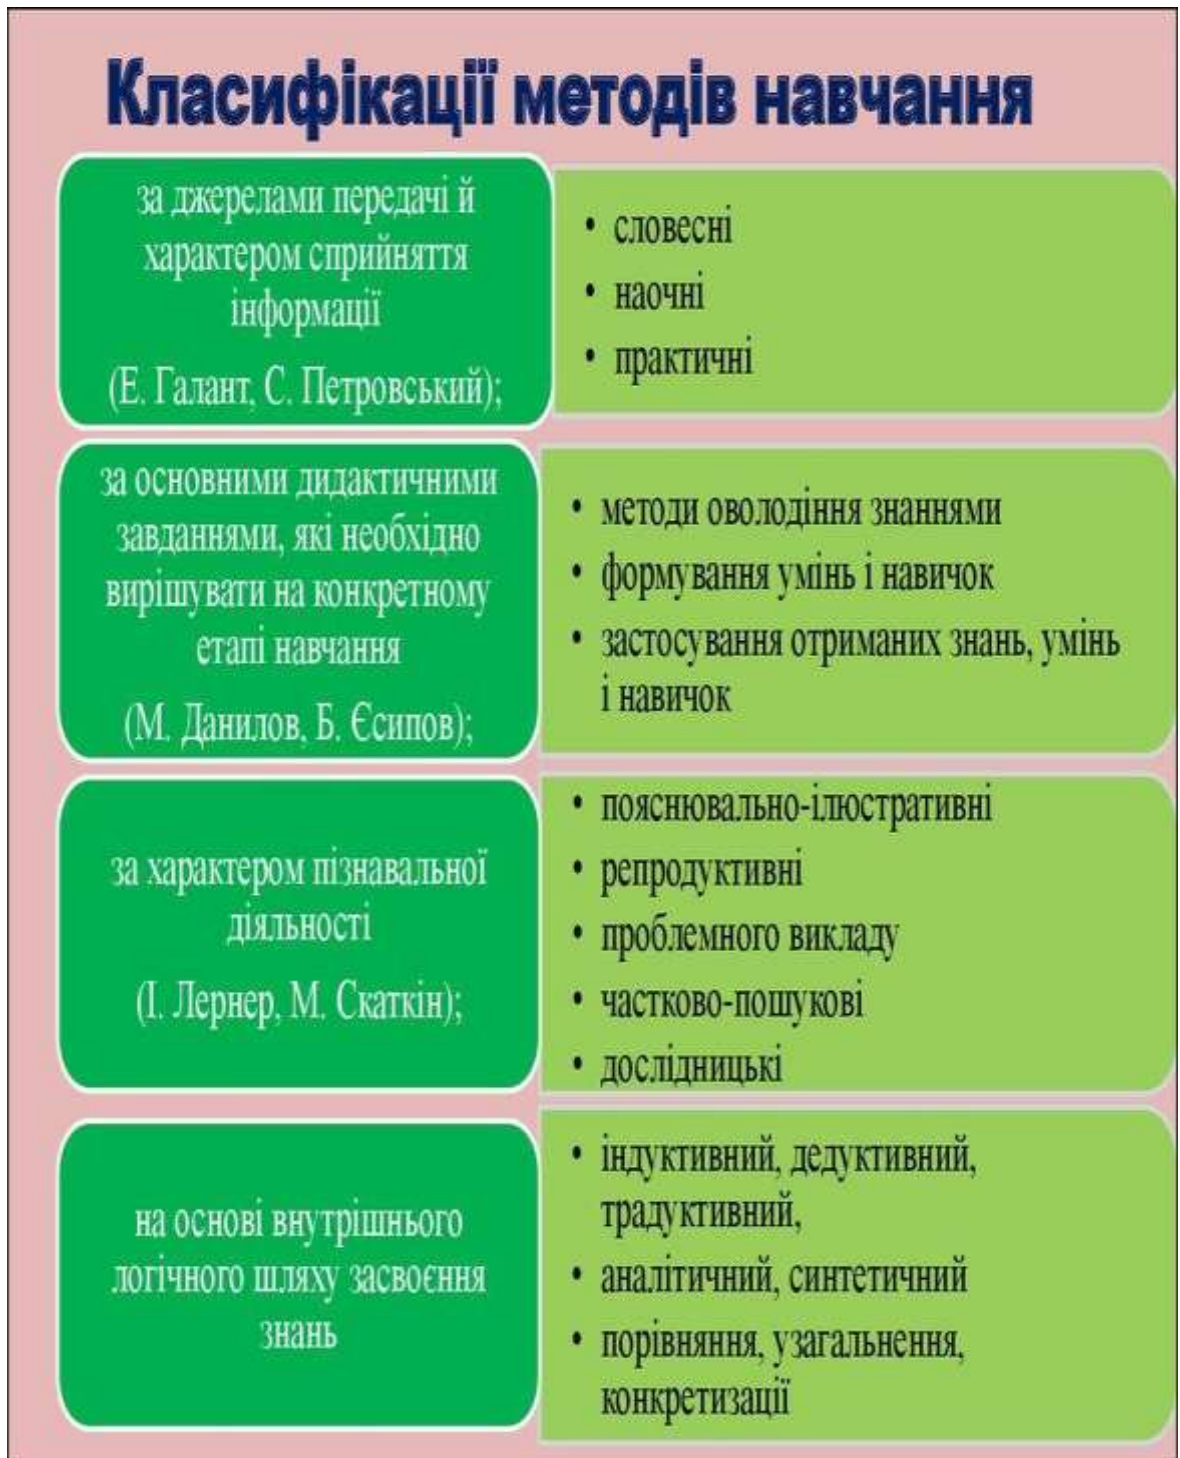 Класифікації методів навчання
за джерелами передачі й
характером сприйняття
інформації
(Е. Галант, С. Петровський);
• словесні
• наочні
• практичні
за основними дидактичними
завданнями, які необхідно
вирішувати на конкретному
етапі навчання
(М. Данилов, Б. Єсипов);
• методи оволодіння знаннями
• формування умінь і навичок
• застосування отриманих знань, умінь
і навичок
за характером пізнавальної
діяльності
(І. Лернер, М. Скаткін);
• пояснювально-ілюстративні
• репродуктивні
• проблемного викладу
• частково-пошукові
• дослідницькі
на основі внутрішнього
логічного шляху засвоєння
знань
• індуктивний, дедуктивний,
традуктивний,
• аналітичний, синтетичний
• порівняння, узагальнення,
конкретизації